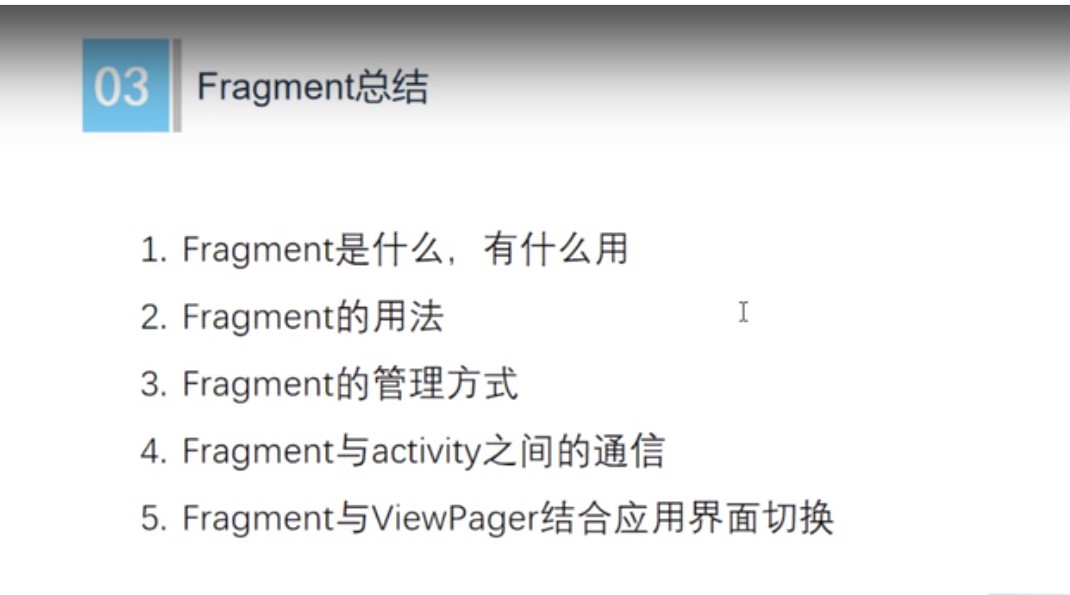 03
Fragment总结
1. Fragment是什么，有什么用
2. Fragment的用法
3. Fragment的管理方式
4. Fragment与activity之间的通信
5. Fragment与ViewPager结合应用界面切换